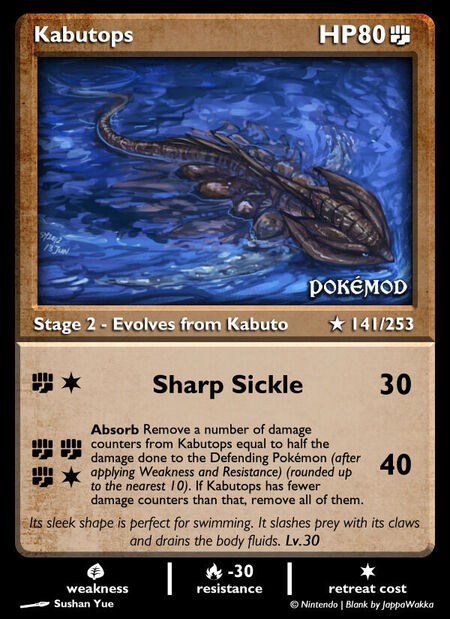 Kabutops HP80
13 JUN
POKÉMOD
Stage 2 - Evolves from Kabuto ★ 141/253
Sharp Sickle 30
Absorb Remove a number of damage
counters from Kabutops equal to half the
damage done to the Defending Pokémon (after
applying Weakness and Resistance) (rounded up
to the nearest 10). If Kabutops has fewer
damage counters than that, remove all of them.
40
Its sleek shape is perfect for swimming. It slashes prey with its claws
and drains the body fluids. Lv.30
-30
weakness resistance retreat cost
Sushan Yue © Nintendo | Blank by JappaWakka